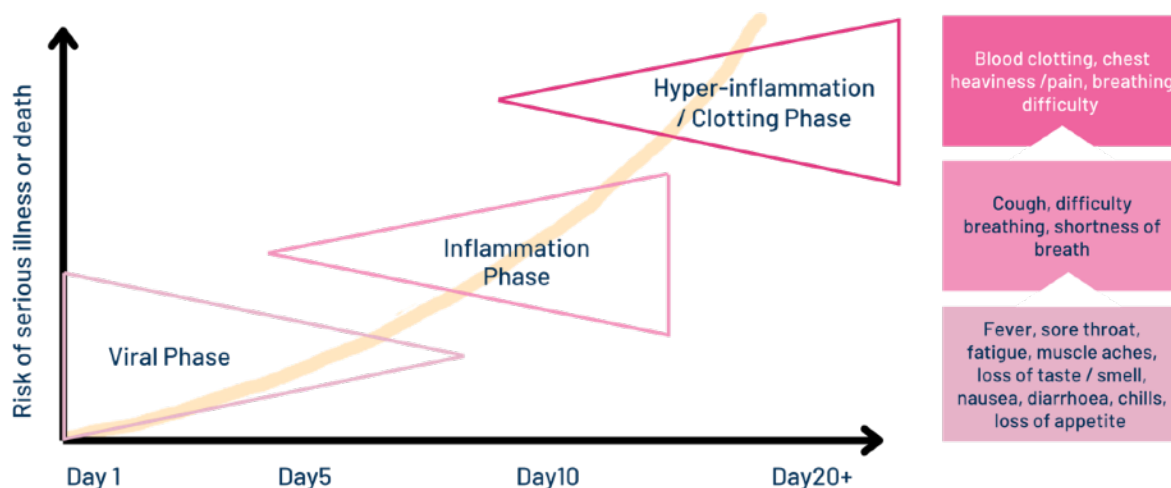 Risk of serious illness or death
Viral Phase
Inflammation
Phase
Hyper-inflammation
/ Clotting Phase
Day 1
Day5
Day10
Day20+
Blood clotting, chest
heaviness /pain, breathing
difficulty
Cough, difficulty
breathing, shortness of
breath
Fever, sore throat,
fatigue, muscle aches,
loss of taste / smell,
nausea, diarrhoea, chills,
loss of appetite